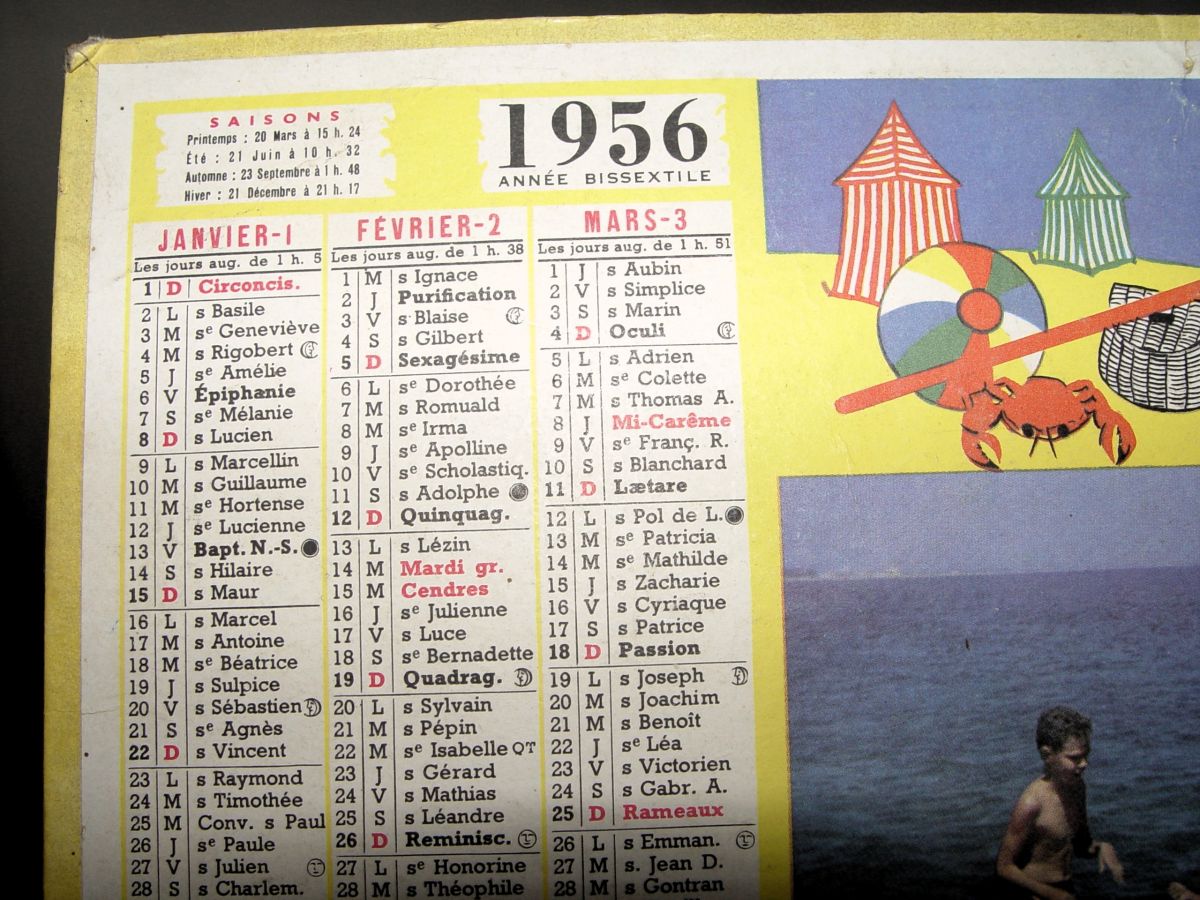 SAISONS
Printemps : 20 Mars à 15 h. 24
Été : 21 Juin à 10 h. 32
Automne : 23 Septembre à 1 h. 48
Hiver : 21 Décembre à 21 h. 17
1956
ANNÉE BISSEXTILE
JANVIER-1
Les jours aug. de 1 h. 5
1 D Circoncis.
2 L s Basile
3 M sᵉ Geneviève
4 M s Rigobert
5 J sᵉ Amélie
6 V Épiphanie
7 S sᵉ Mélanie
8 D s Lucien
9 L s Marcellin
10 M s Guillaume
11 M sᵉ Hortense
12 J sᵉ Lucienne
13 V Bapt. N.-S.
14 S s Hilaire
15 D s Maur
16 L s Marcel
17 M s Antoine
18 M sᵉ Béatrice
19 J s Sulpice
20 V s Sébastien
21 S sᵉ Agnès
22 D s Vincent
23 L s Raymond
24 M s Timothée
25 M Conv. s Paul
26 J sᵉ Paule
27 V s Julien
28 S s Charlem.
FÉVRIER-2
Les jours aug. de 1 h. 38
1 M s Ignace
2 J Purification
3 V s Blaise
4 S s Gilbert
5 D Sexagésime
6 L sᵉ Dorothée
7 M s Romuald
8 M sᵉ Irma
9 J sᵉ Apolline
10 V sᵉ Scholastiq.
11 S s Adolphe
12 D Quinquag.
13 L s Lézin
14 M Mardi gr.
15 M Cendres
16 J sᵉ Julienne
17 V s Luce
18 S sᵉ Bernadette
19 D Quadrag.
20 L s Sylvain
21 M s Pépin
22 M sᵉ Isabelle QT
23 J s Gérard
24 V s Mathias
25 S s Léandre
26 D Reminisc.
27 L sᵉ Honorine
28 M s Théophile
MARS-3
Les jours aug. de 1 h. 51
1 J s Aubin
2 V s Simplice
3 S s Marin
4 D Oculi
5 L s Adrien
6 M sᵉ Colette
7 M s Thomas A.
8 J Mi-Carême
9 V sᵉ Franç. R.
10 S s Blanchard
11 D Lætare
12 L s Pol de L.
13 M sᵉ Patricia
14 M sᵉ Mathilde
15 J s Zacharie
16 V s Cyriaque
17 S s Patrice
18 D Passion
19 L s Joseph
20 M s Joachim
21 M s Benoît
22 J sᵉ Léa
23 V s Victorien
24 S s Gabr. A.
25 D Rameaux
26 L s Emman.
27 M s. Jean D.
28 M s Gontran